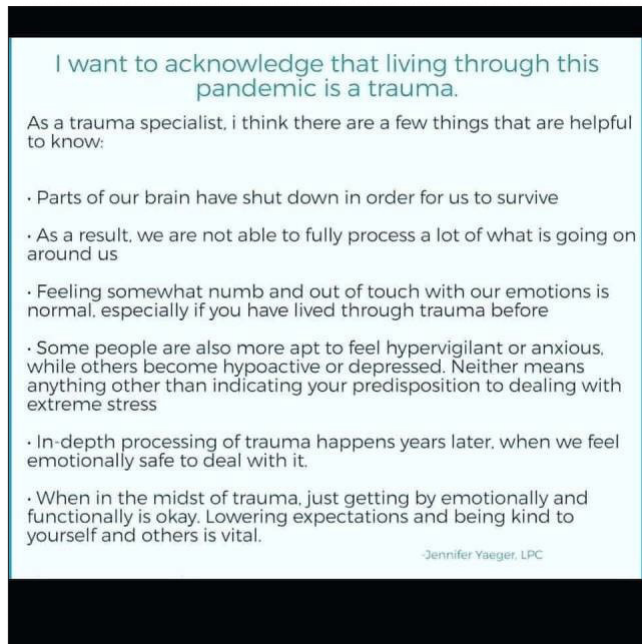 I want to acknowledge that living through this
pandemic is a trauma.
As a trauma specialist, i think there are a few things that are helpful
to know:
• Parts of our brain have shut down in order for us to survive
• As a result, we are not able to fully process a lot of what is going on
around us
• Feeling somewhat numb and out of touch with our emotions is
normal, especially if you have lived through trauma before
• Some people are also more apt to feel hypervigilant or anxious,
while others become hypoactive or depressed. Neither means
anything other than indicating your predisposition to dealing with
extreme stress
• In-depth processing of trauma happens years later, when we feel
emotionally safe to deal with it.
• When in the midst of trauma, just getting by emotionally and
functionally is okay. Lowering expectations and being kind to
yourself and others is vital.
-Jennifer Yaeger, LPC